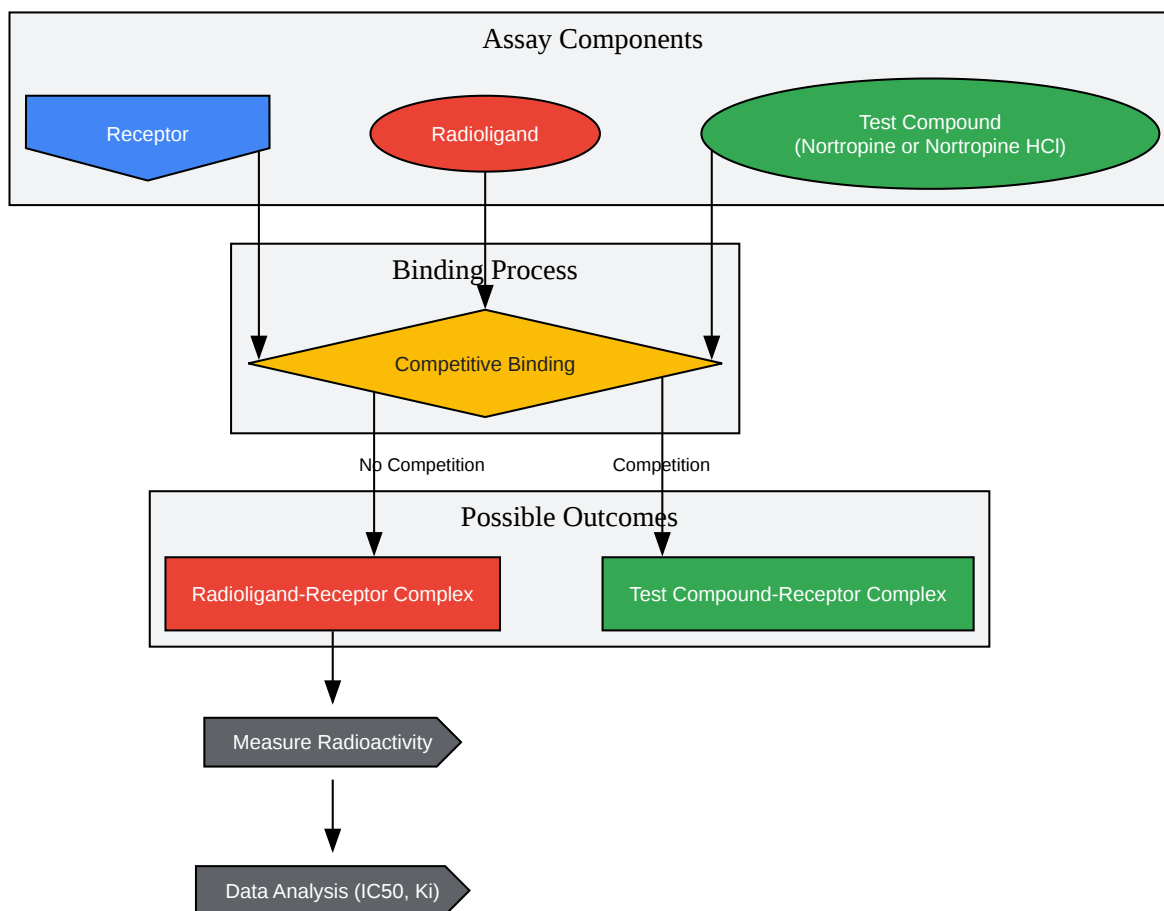 Assay Components
Receptor
Radioligand
Test Compound
(Nortropine or Nortropine HCl)
Binding Process
Competitive Binding
No Competition
Competition
Possible Outcomes
Radioligand-Receptor Complex
Test Compound-Receptor Complex
Measure Radioactivity
Data Analysis (IC50, Ki)